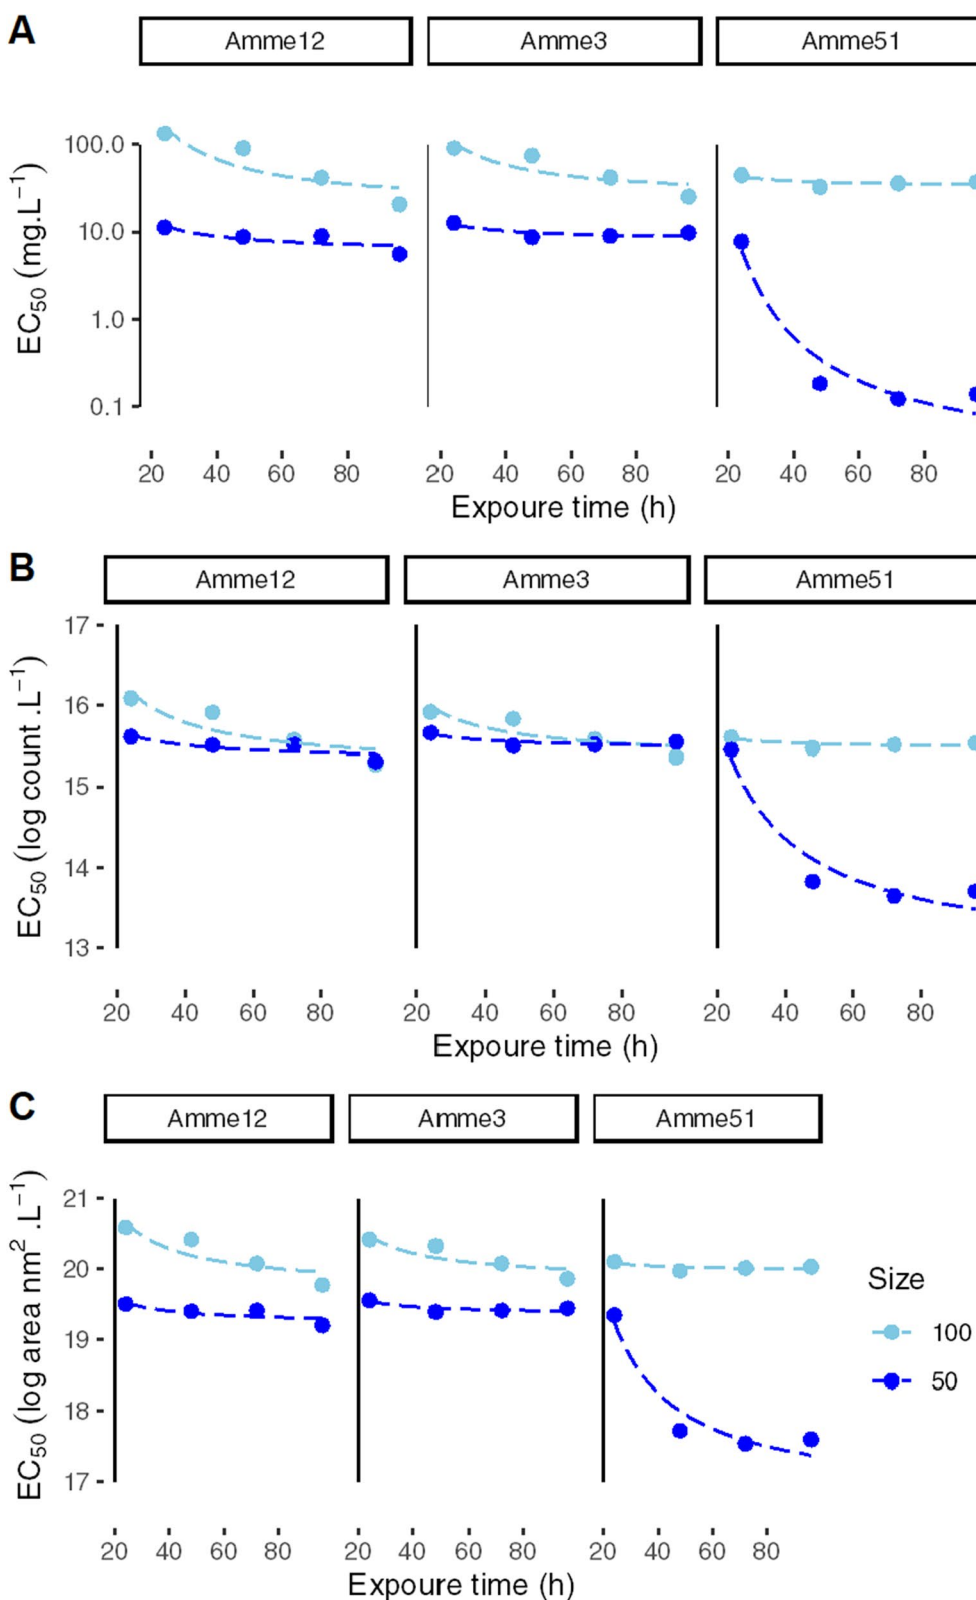 A
Amme12 Amme3 Amme51
EC50 (mg.L−1)
100.0
10.0
1.0
0.1
20 40 60 80 20 40 60 80 20 40 60 80
Expoure time (h)
B
Amme12 Amme3 Amme51
EC50 (log count .L−1)
17
16
15
14
13
20 40 60 80 20 40 60 80 20 40 60 80
Expoure time (h)
C
Amme12 Amme3 Amme51
EC50 (log area nm2 .L−1)
21
20
19
18
17
20 40 60 80 20 40 60 80 20 40 60 80
Expoure time (h)
Size
100
50